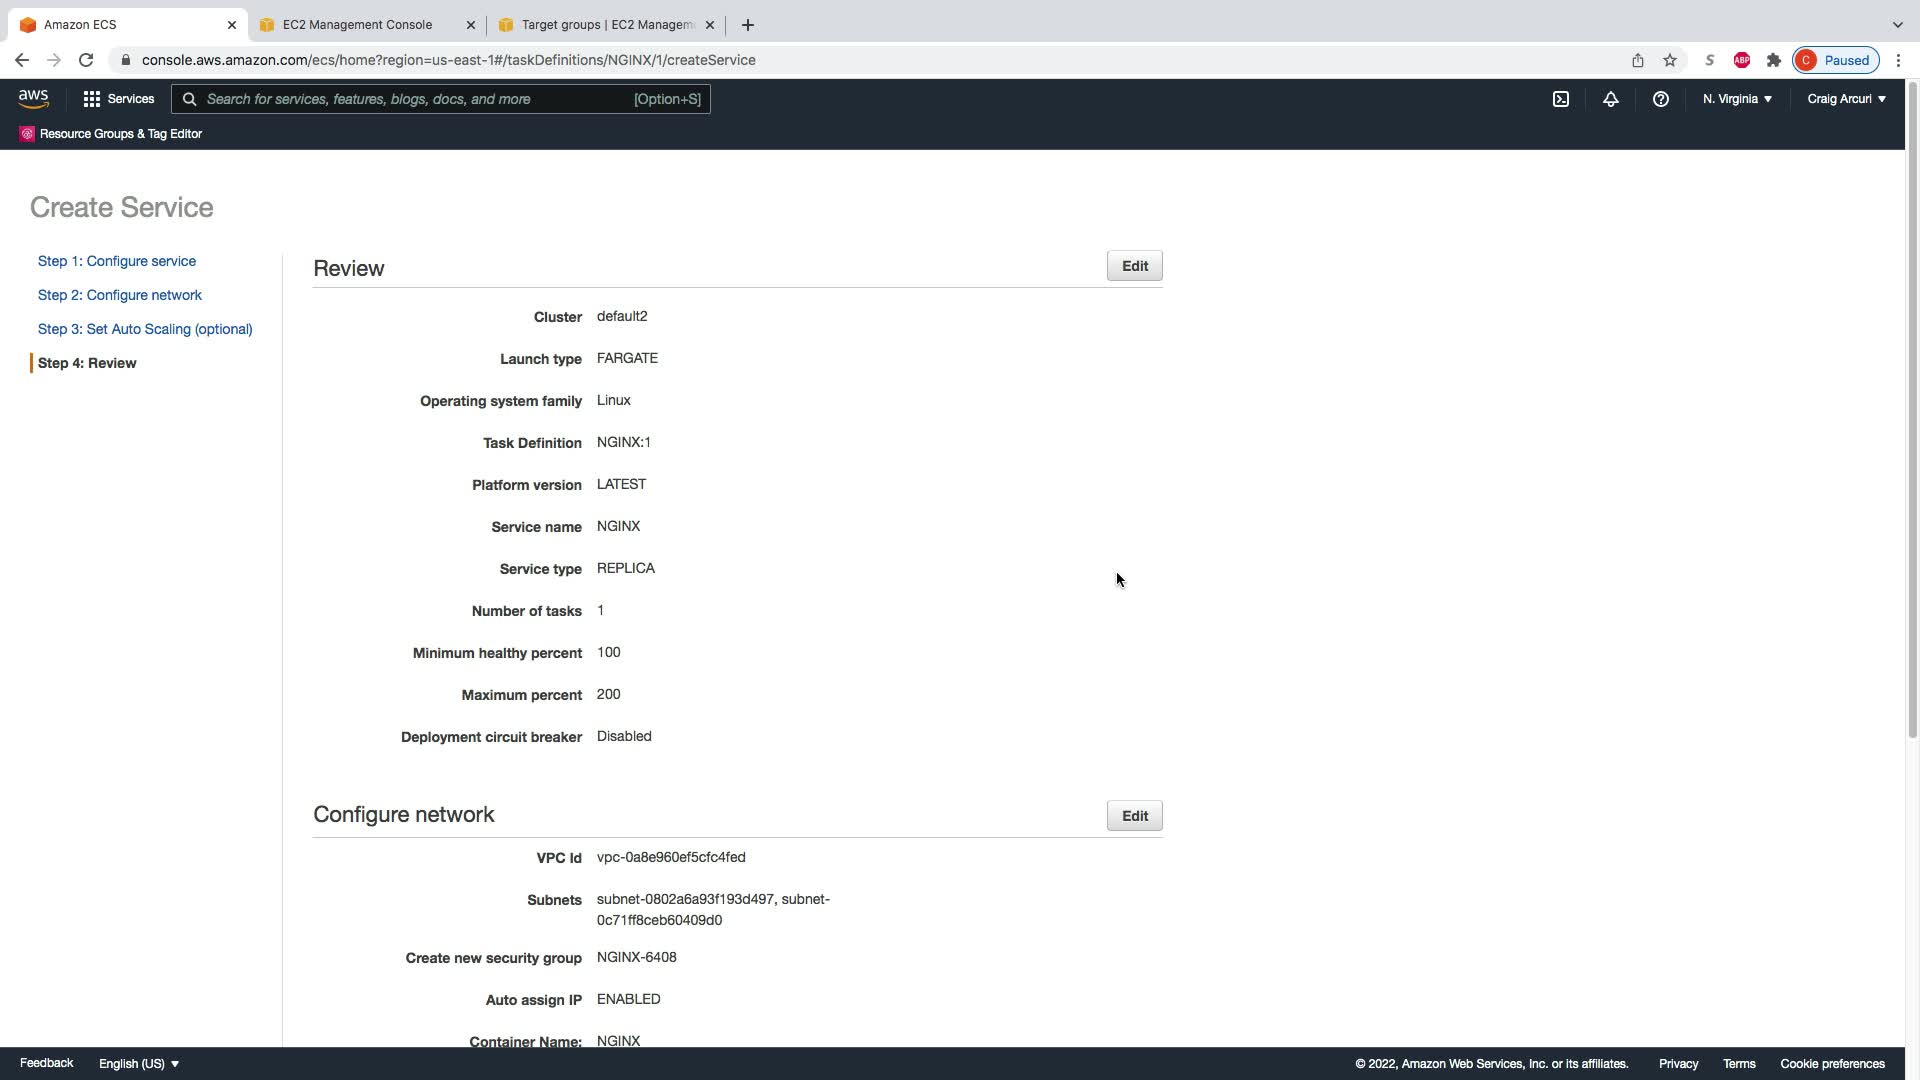 Amazon ECS
EC2 Management Console
Target groups | EC2 Managem
console.aws.amazon.com/ecs/home?region=us-east-1#/taskDefinitions/NGINX/1/createService
S
ABP
C Paused
aws
Services
Search for services, features, blogs, docs, and more [Option+S]
N. Virginia
Craig Arcuri
Resource Groups & Tag Editor
Create Service
Step 1: Configure service
Step 2: Configure network
Step 3: Set Auto Scaling (optional)
Step 4: Review
Review
Edit
Cluster default2
Launch type FARGATE
Operating system family Linux
Task Definition NGINX:1
Platform version LATEST
Service name NGINX
Service type REPLICA
Number of tasks 1
Minimum healthy percent 100
Maximum percent 200
Deployment circuit breaker Disabled
Configure network
Edit
VPC Id vpc-0a8e960ef5cfc4fed
Subnets subnet-0802a6a93f193d497, subnet-
0c71ff8ceb60409d0
Create new security group NGINX-6408
Auto assign IP ENABLED
Container Name: NGINX
Feedback
English (US)
© 2022, Amazon Web Services, Inc. or its affiliates.
Privacy
Terms
Cookie preferences